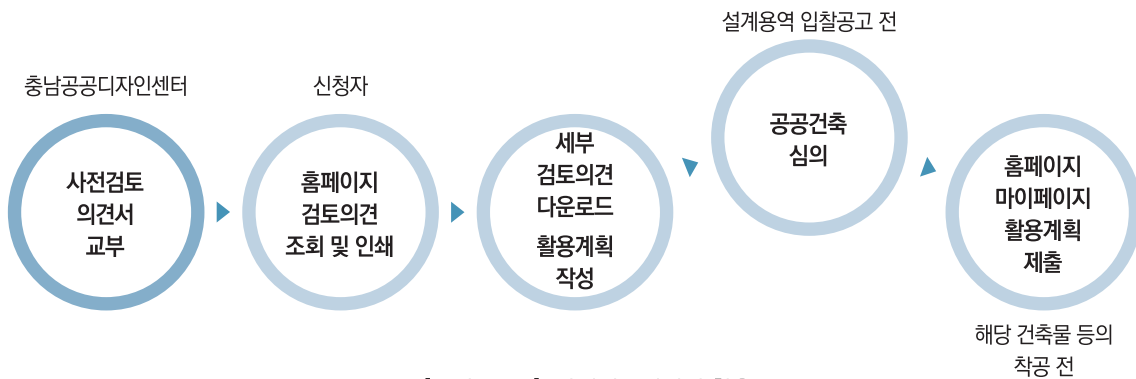 충남공공디자인센터
사전검토
의견서
교부
신청자
홈페이지
검토의견
조회 및 인쇄
세부
검토의견
다운로드
활용계획
작성
설계용역 입찰공고 전
공공건축
심의
홈페이지
마이페이지
활용계획
제출
해당 건축물 등의
착공 전